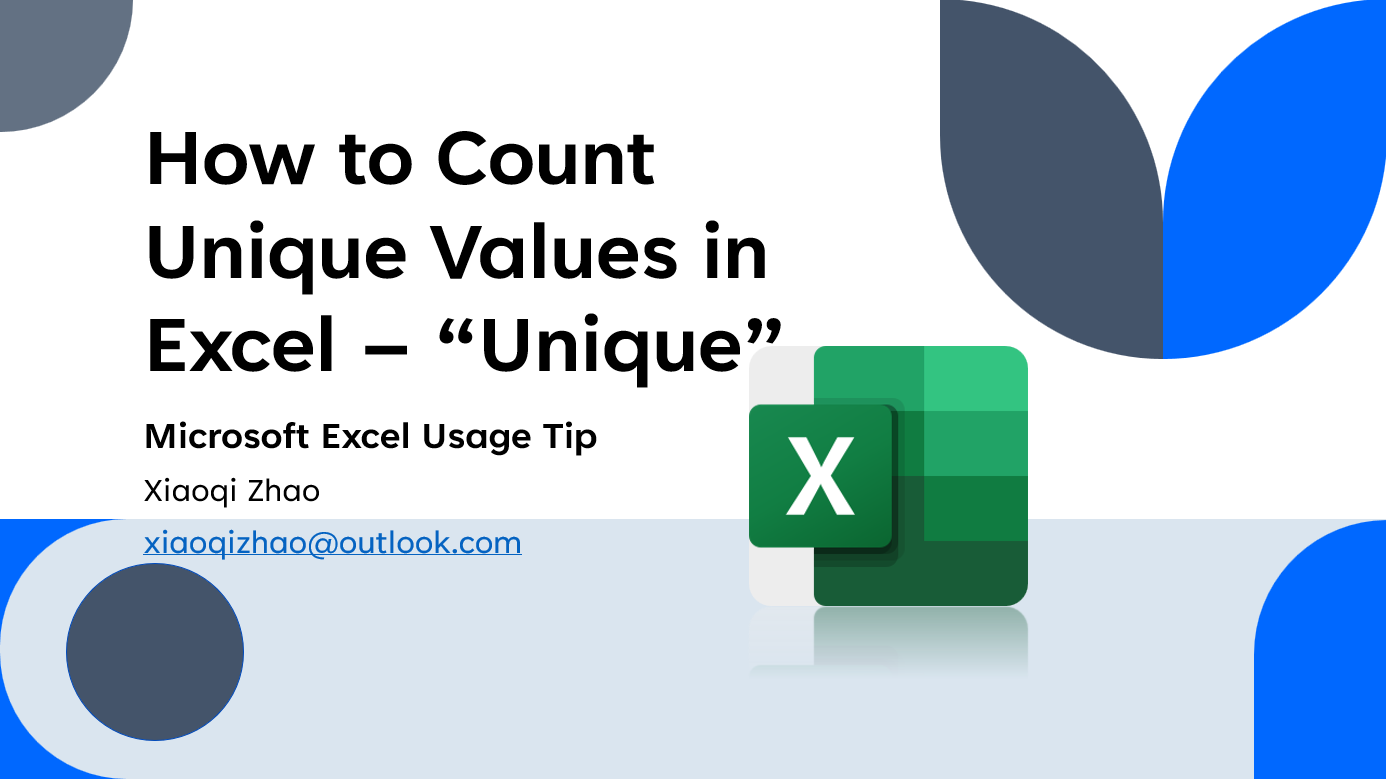 How to Count
Unique Values in
Excel – “Unique”
Microsoft Excel Usage Tip
Xiaoqi Zhao
xiaoqizhao@outlook.com
X